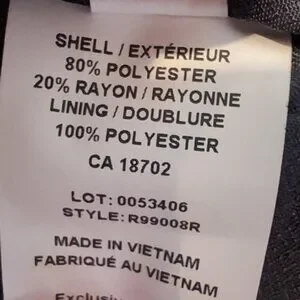 SHELL / EXTÉRIEUR
80% POLYESTER
20% RAYON / RAYONNE
LINING / DOUBLURE
100% POLYESTER
CA 18702
LOT: 0053406
STYLE: R99008R
MADE IN VIETNAM
FABRIQUÉ AU VIETNAM